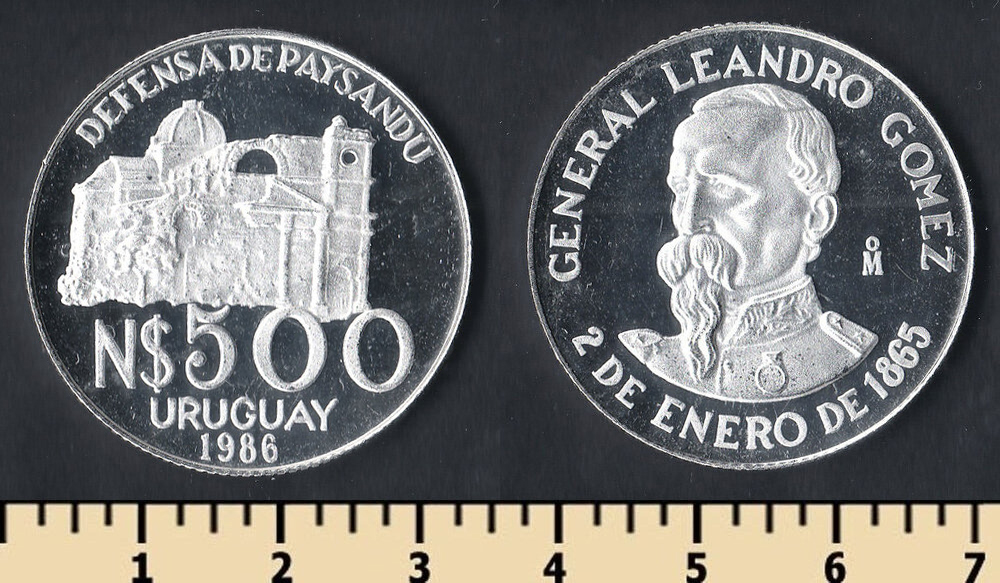 DEFENSA DE PAYSANDU
N$500
URUGUAY
1986
GENERAL LEANDRO GOMEZ
oM
2 DE ENERO DE 1865
1 2 3 4 5 6 7